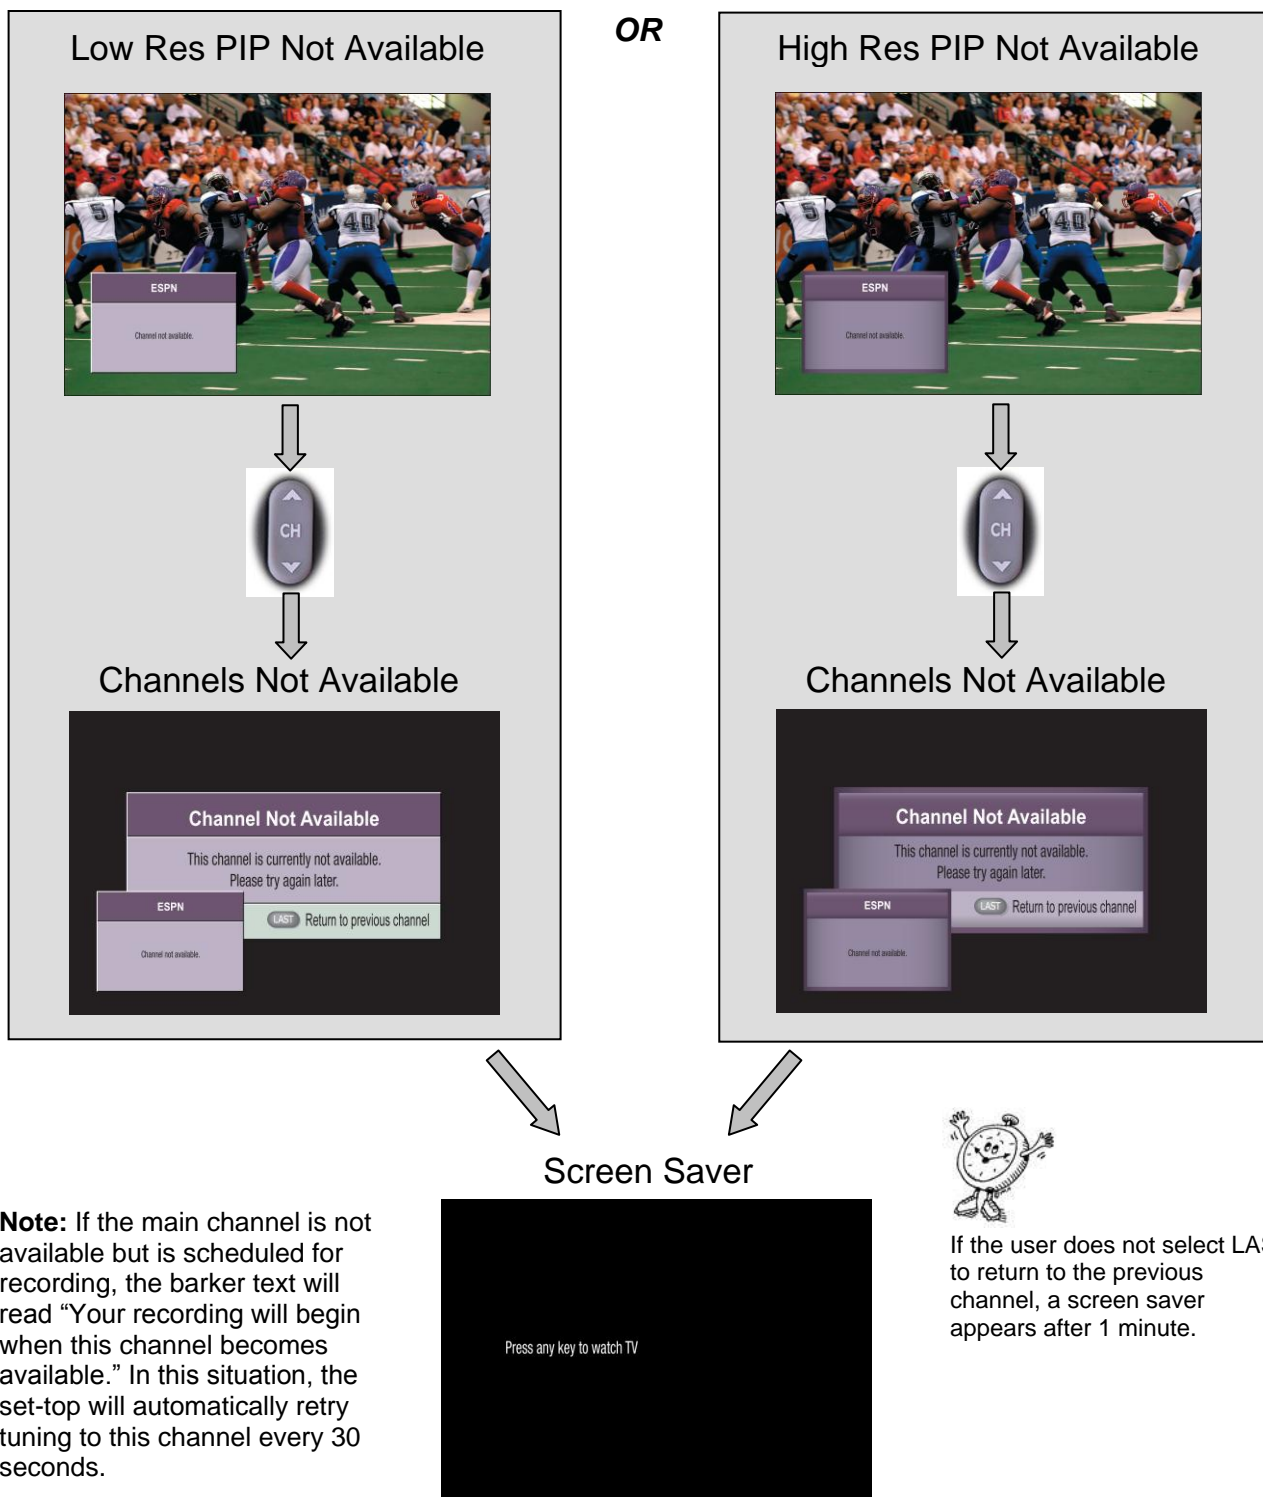 Low Res PIP Not Available
5
40
ESPN
Channel not available.
CH
Channels Not Available
Channel Not Available
This channel is currently not available.
Please try again later.
LAST Return to previous channel
ESPN
Channel not available.
OR
High Res PIP Not Available
5
40
ESPN
Channel not available.
CH
Channels Not Available
Channel Not Available
This channel is currently not available.
Please try again later.
LAST Return to previous channel
ESPN
Channel not available.
Screen Saver
Press any key to watch TV
Note: If the main channel is not
available but is scheduled for
recording, the barker text will
read “Your recording will begin
when this channel becomes
available.” In this situation, the
set-top will automatically retry
tuning to this channel every 30
seconds.
If the user does not select LAS
to return to the previous
channel, a screen saver
appears after 1 minute.